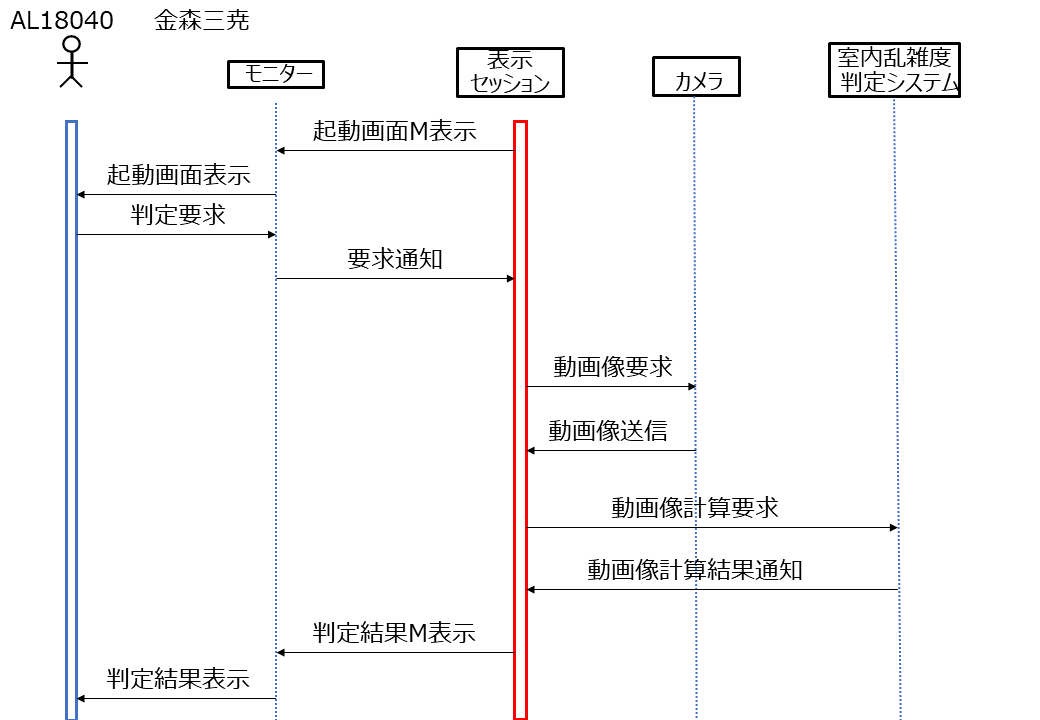 AL18040 金森三尭
モニター
表示
セッション
カメラ
室内乱雑度
判定システム
起動画面M表示
起動画面表示
判定要求
要求通知
動画像要求
動画像送信
動画像計算要求
動画像計算結果通知
判定結果M表示
判定結果表示